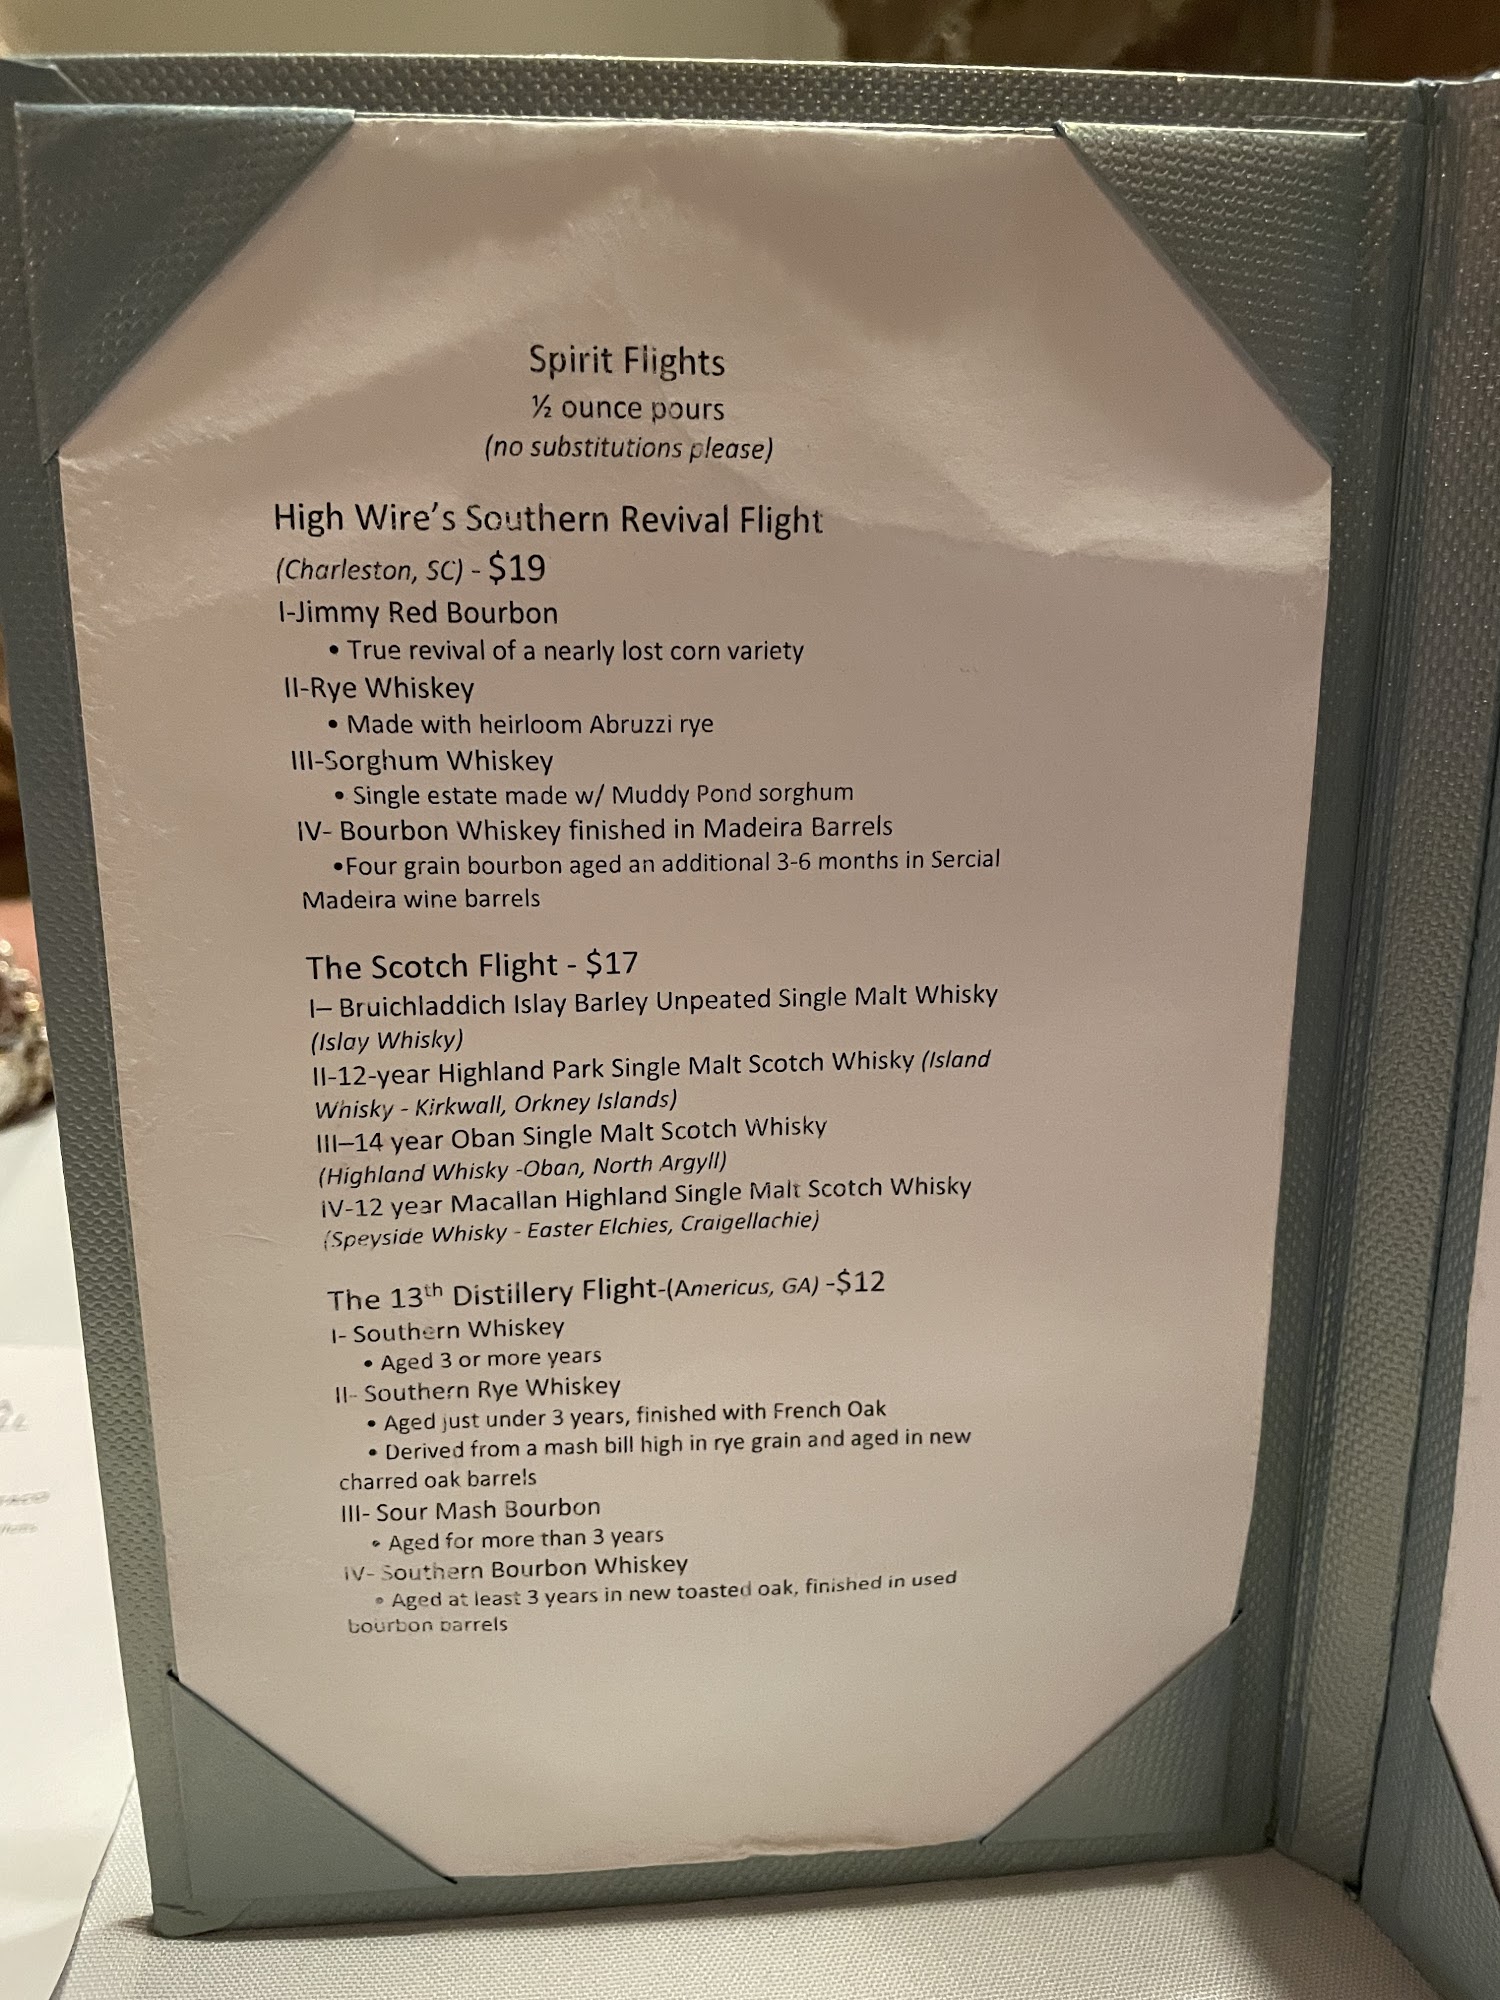 Spirit Flights
½ ounce pours
(no substitutions please)
High Wire's Southern Revival Flight
(Charleston, SC) - $19
I-Jimmy Red Bourbon
• True revival of a nearly lost corn variety
II-Rye Whiskey
• Made with heirloom Abruzzi rye
III-Sorghum Whiskey
• Single estate made w/ Muddy Pond sorghum
IV- Bourbon Whiskey finished in Madeira Barrels
•Four grain bourbon aged an additional 3-6 months in Sercial
Madeira wine barrels
The Scotch Flight - $17
I– Bruichladdich Islay Barley Unpeated Single Malt Whisky
(Islay Whisky)
II-12-year Highland Park Single Malt Scotch Whisky (Island
Whisky - Kirkwall, Orkney Islands)
III–14 year Oban Single Malt Scotch Whisky
(Highland Whisky -Oban, North Argyll)
IV-12 year Macallan Highland Single Malt Scotch Whisky
(Speyside Whisky - Easter Elchies, Craigellachie)
The 13th Distillery Flight-(Americus, GA) -$12
I- Southern Whiskey
• Aged 3 or more years
II- Southern Rye Whiskey
• Aged just under 3 years, finished with French Oak
• Derived from a mash bill high in rye grain and aged in new
charred oak barrels
III- Sour Mash Bourbon
• Aged for more than 3 years
IV- Southern Bourbon Whiskey
• Aged at least 3 years in new toasted oak, finished in used
bourbon barrels